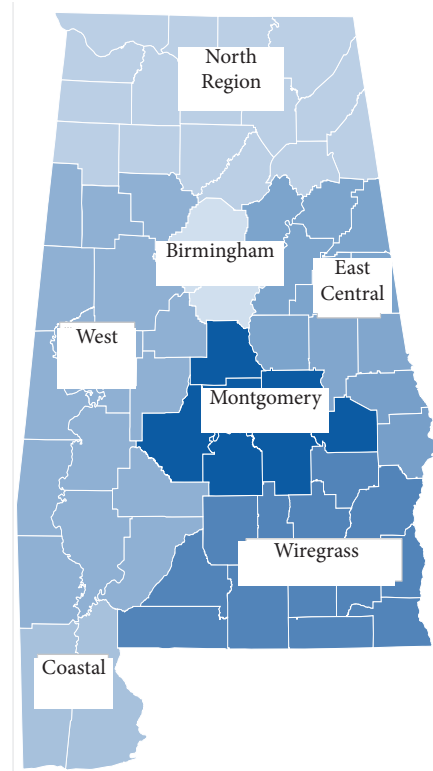 North
Region
Birmingham
East
Central
West
Montgomery
Wiregrass
Coastal